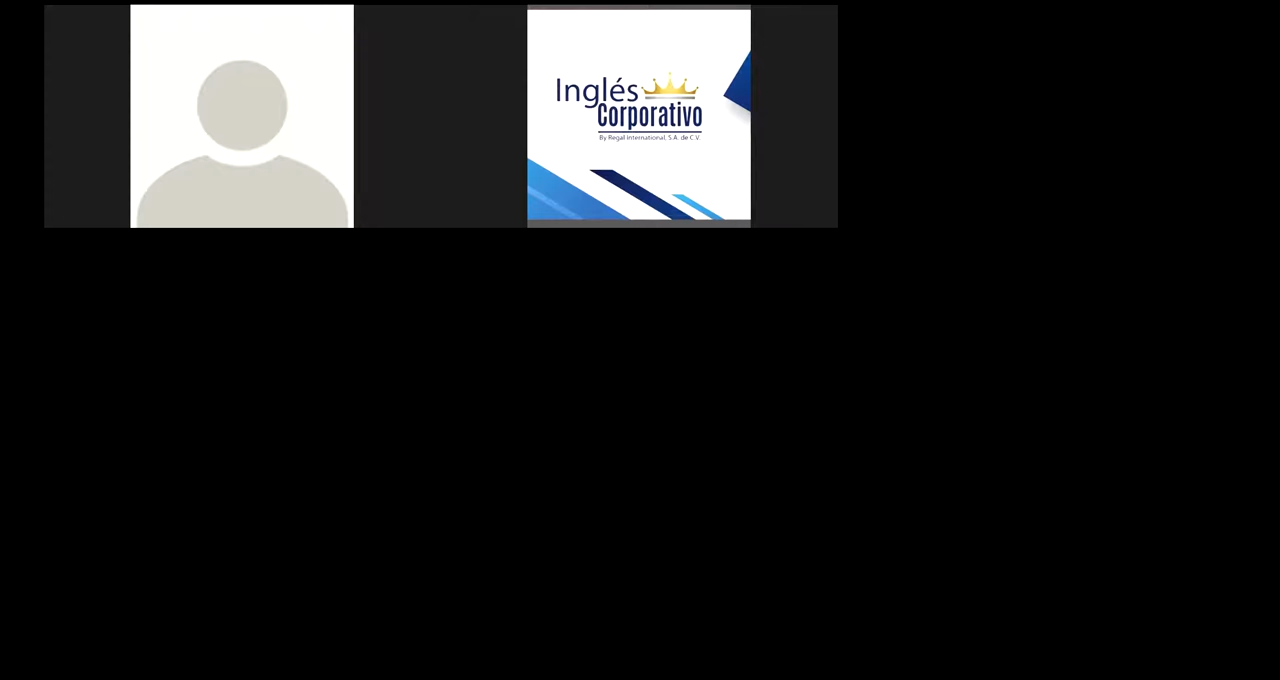 Inglés
Corporativo
By Regal International, S.A. de C.V.